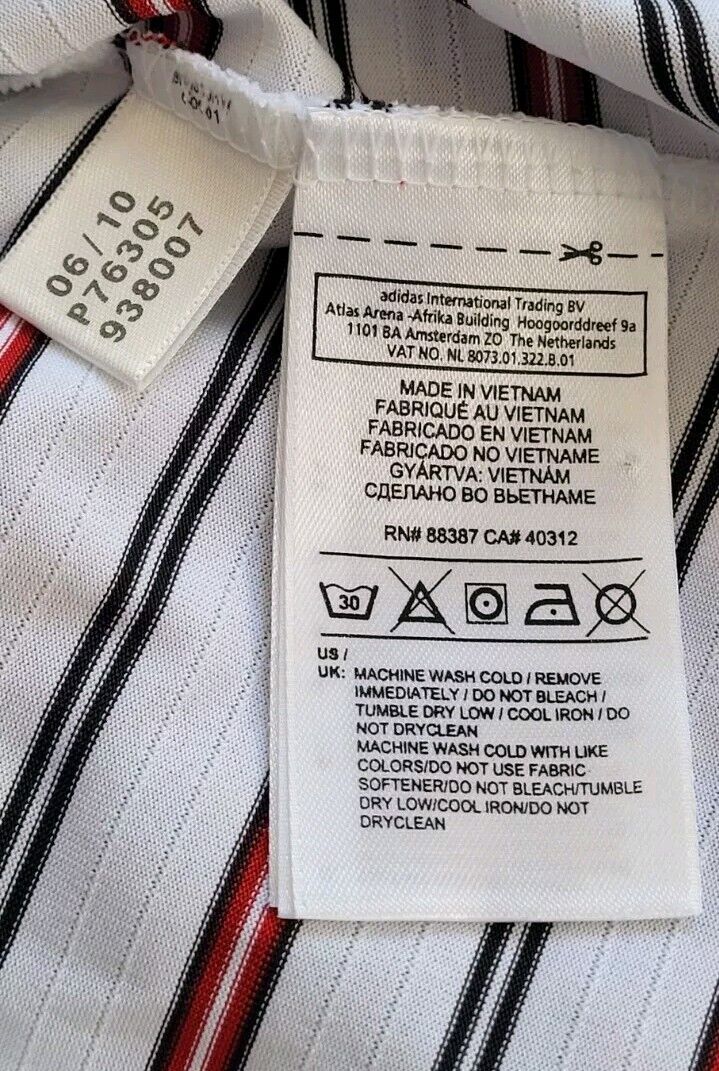 06/10
P76305
938007
adidas International Trading BV
Atlas Arena -Afrika Building Hoogoorddreef 9a
1101 BA Amsterdam ZO The Netherlands
VAT NO. NL 8073.01.322.B.01
MADE IN VIETNAM
FABRIQUÉ AU VIETNAM
FABRICADO EN VIETNAM
FABRICADO NO VIETNAME
GYÁRTVA: VIETNÁM
СДЕЛАНО ВО ВЬЕТНАМЕ
RN# 88387 CA# 40312
30
US /
UK: MACHINE WASH COLD / REMOVE
IMMEDIATELY / DO NOT BLEACH /
TUMBLE DRY LOW / COOL IRON / DO
NOT DRYCLEAN
MACHINE WASH COLD WITH LIKE
COLORS/DO NOT USE FABRIC
SOFTENER/DO NOT BLEACH/TUMBLE
DRY LOW/COOL IRON/DO NOT
DRYCLEAN